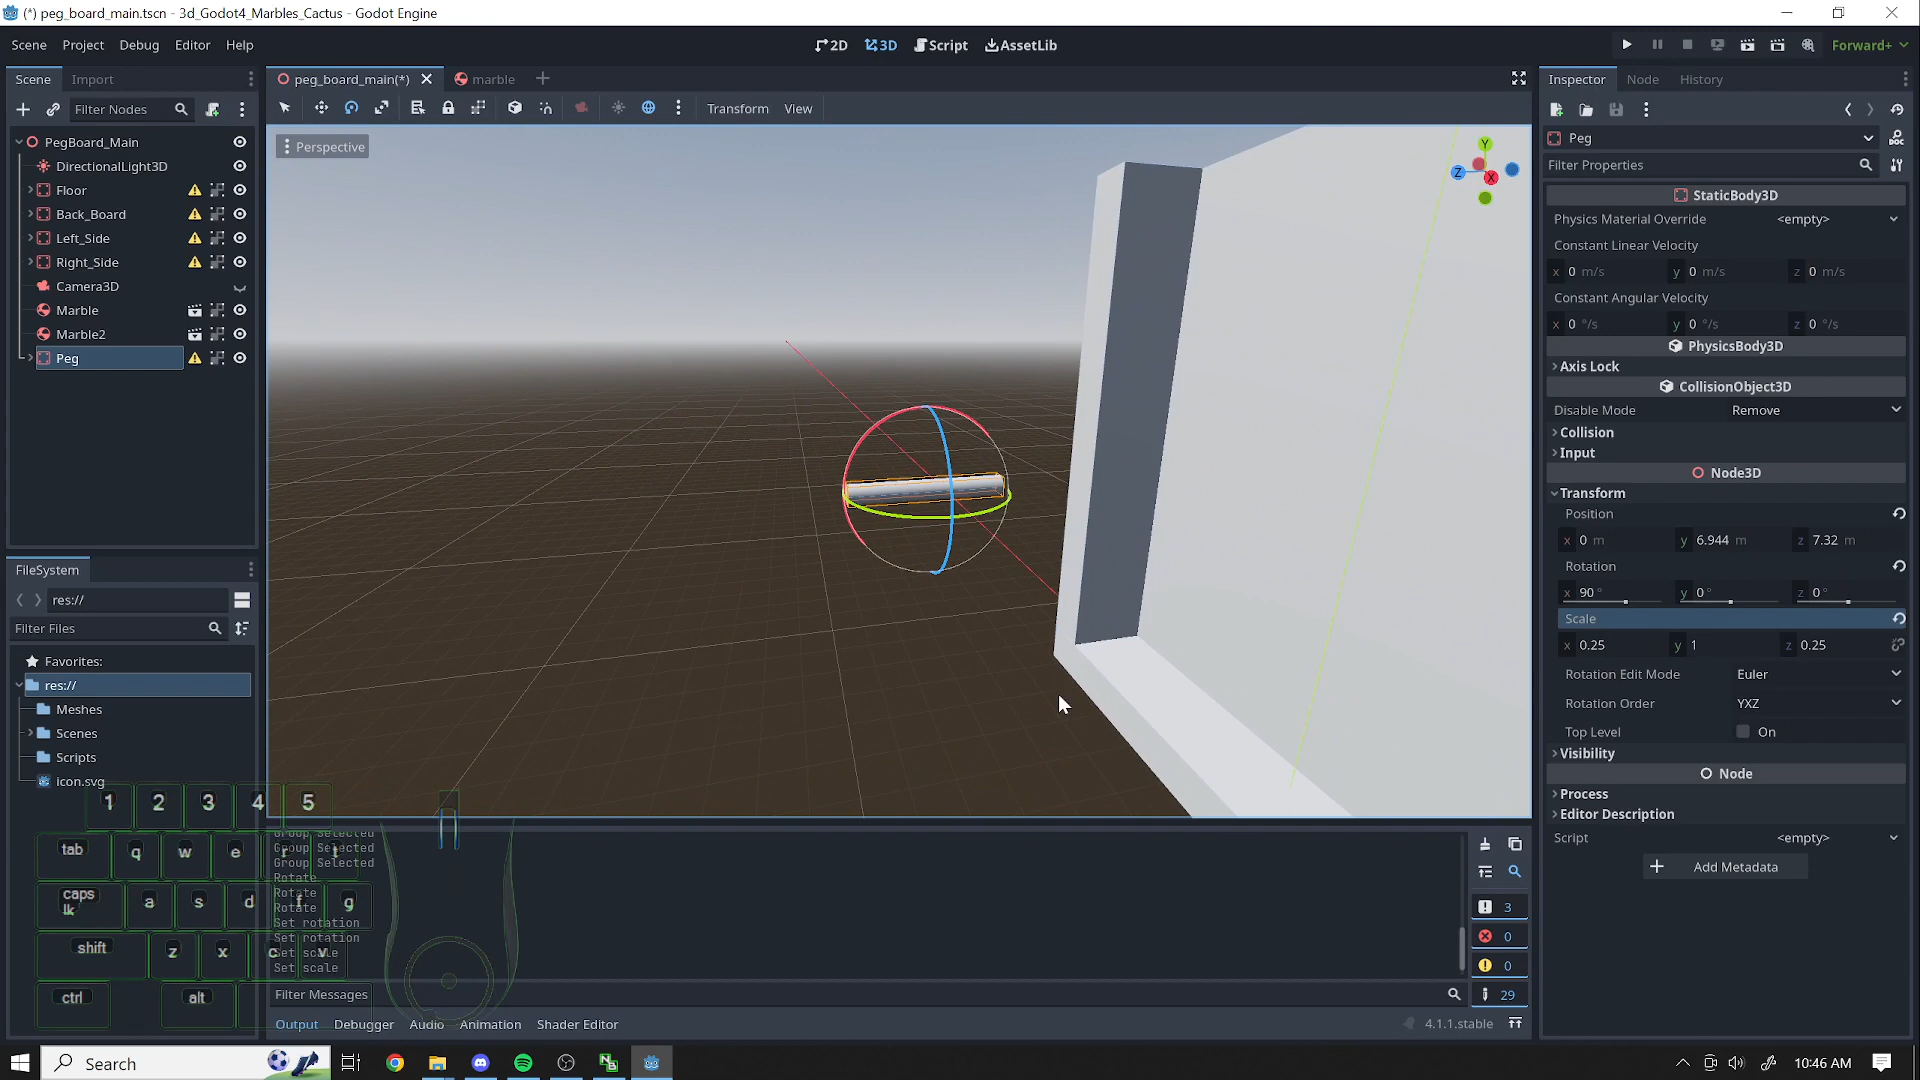 (*) peg_board_main.tscn - 3d_Godot4_Marbles_Cactus - Godot Engine
Scene Project Debug Editor Help
2D 3D Script AssetLib
Forward+
Scene Import
peg_board_main(*) marble
Inspector Node History
Filter Nodes
Transform View
PegBoard_Main
DirectionalLight3D
Floor
Back_Board
Left_Side
Right_Side
Camera3D
Marble
Marble2
Peg
Perspective
Y
Z
X
Peg
DOC
Filter Properties
StaticBody3D
Physics Material Override <empty>
Constant Linear Velocity
x 0 m/s y 0 m/s z 0 m/s
Constant Angular Velocity
x 0 °/s y 0 °/s z 0 °/s
PhysicsBody3D
Axis Lock
CollisionObject3D
Disable Mode Remove
Collision
Input
Node3D
Transform
Position
x 0 m y 6.944 m z 7.32 m
Rotation
x 90 ° y 0 ° z 0 °
Scale
x 0.25 y 1 z 0.25
Rotation Edit Mode Euler
Rotation Order YXZ
Top Level On
Visibility
Node
Process
Editor Description
Script <empty>
Add Metadata
FileSystem
res://
Filter Files
Favorites:
res://
Meshes
Scenes
Scripts
icon.svg
1 2 3 4 5
tab q w e r t
caps lk a s d f g
shift z x c v
ctrl alt
Group Selected
Group Selected
Group Selected
Rotate
Rotate
Rotate
Set rotation
Set rotation
Set scale
Set scale
3
0
0
29
Filter Messages
Output Debugger Audio Animation Shader Editor
4.1.1.stable
Search
10:46 AM